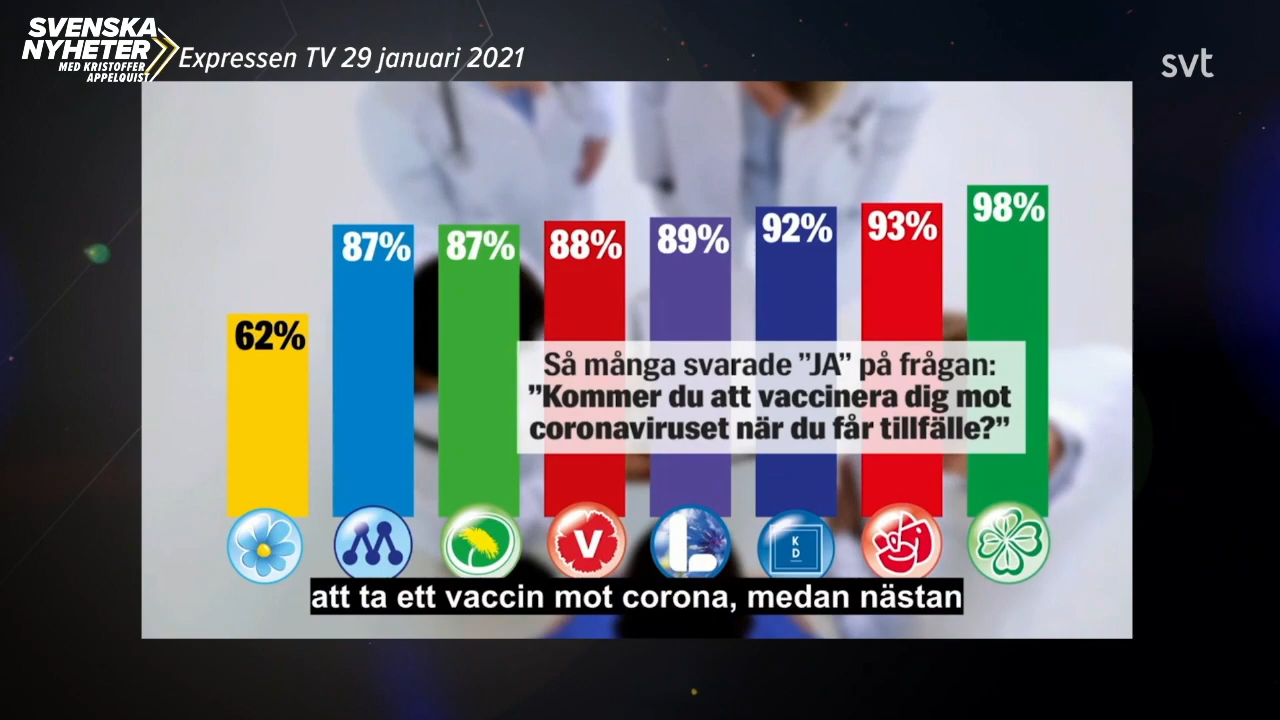 SVENSKA
NYHETER
MED KRISTOFFER
APPELQUIST
Expressen TV 29 januari 2021
svt
62%
87%
87%
88%
89%
92%
93%
98%
Så många svarade ”JA” på frågan:
”Kommer du att vaccinera dig mot
coronaviruset när du får tillfälle?”
M
V
L
K
D
att ta ett vaccin mot corona, medan nästan